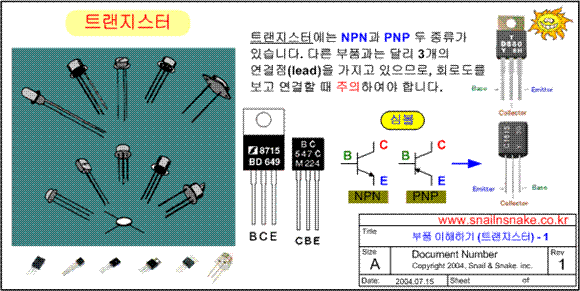 트랜지스터
트랜지스터에는 NPN과 PNP 두 종류가
있습니다. 다른 부품과는 달리 3개의
연결점(lead)을 가지고 있으므로, 회로도를
보고 연결할 때 주의하여야 합니다.
D880
Y 6H
Base
Emitter
Collector
8715
BD 649
B C E
B C
547 C
M 224
C B E
심볼
B
C
E
NPN
B
C
E
PNP
C1815
Emitter
Base
Collector
www.snailnsnake.co.kr
Title
부품 이해하기 (트랜지스터) - 1
Size
A
Document Number
Copyright 2004, Snail & Snake. inc.
Rev
1
Date:
2004.07.15
Sheet
of